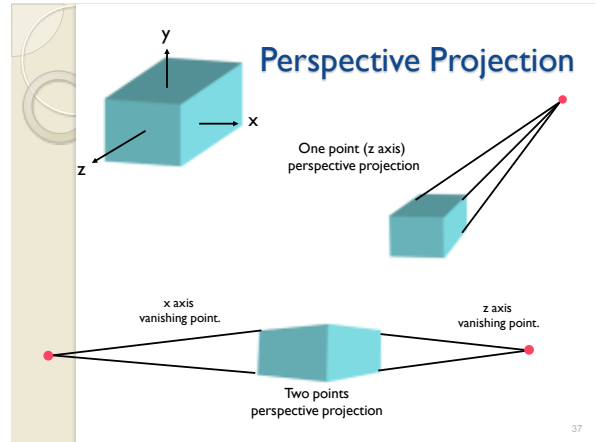 Perspective Projection
y
x
z
One point (z axis)
perspective projection
x axis
vanishing point.
z axis
vanishing point.
Two points
perspective projection
37